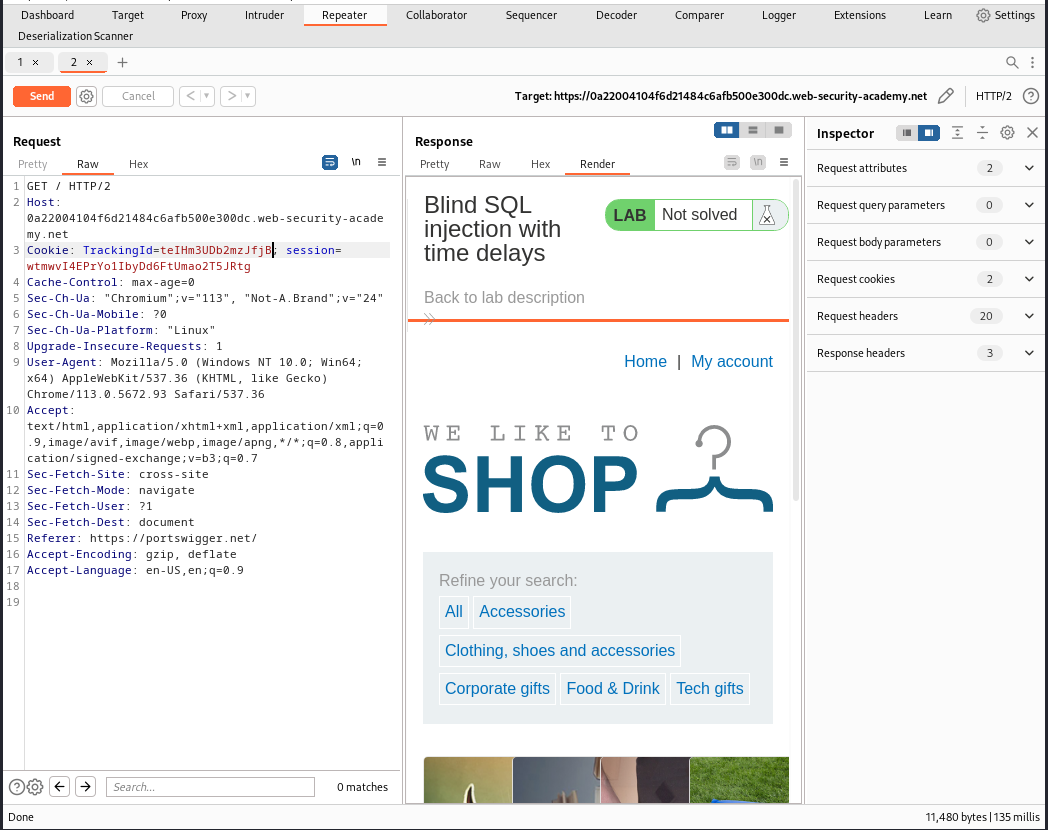 Dashboard Target Proxy Intruder Repeater Collaborator Sequencer Decoder Comparer Logger Extensions Learn Settings
Deserialization Scanner
1 × 2 × +
Send Cancel < > Target: https://0a22004104f6d21484c6afb500e300dc.web-security-academy.net HTTP/2 ?
Request
Pretty Raw Hex \n
1 GET / HTTP/2
2 Host:
0a22004104f6d21484c6afb500e300dc.web-security-acade
my.net
3 Cookie: TrackingId=teIHm3UDb2mzJfjB; session=
wtmwvI4EPrYo1IbyDd6FtUmao2T5JRtg
4 Cache-Control: max-age=0
5 Sec-Ch-Ua: "Chromium";v="113", "Not-A.Brand";v="24"
6 Sec-Ch-Ua-Mobile: ?0
7 Sec-Ch-Ua-Platform: "Linux"
8 Upgrade-Insecure-Requests: 1
9 User-Agent: Mozilla/5.0 (Windows NT 10.0; Win64;
x64) AppleWebKit/537.36 (KHTML, like Gecko)
Chrome/113.0.5672.93 Safari/537.36
10 Accept:
text/html,application/xhtml+xml,application/xml;q=0
.9,image/avif,image/webp,image/apng,*/*;q=0.8,appli
cation/signed-exchange;v=b3;q=0.7
11 Sec-Fetch-Site: cross-site
12 Sec-Fetch-Mode: navigate
13 Sec-Fetch-User: ?1
14 Sec-Fetch-Dest: document
15 Referer: https://portswigger.net/
16 Accept-Encoding: gzip, deflate
17 Accept-Language: en-US,en;q=0.9
18
19
? Search... 0 matches
Response
Pretty Raw Hex Render \n
Blind SQL
injection with
time delays
LAB Not solved
Back to lab description
Home | My account
WE LIKE TO
SHOP
Refine your search:
All Accessories
Clothing, shoes and accessories
Corporate gifts Food & Drink Tech gifts
Inspector
Request attributes 2
Request query parameters 0
Request body parameters 0
Request cookies 2
Request headers 20
Response headers 3
Done 11,480 bytes | 135 millis